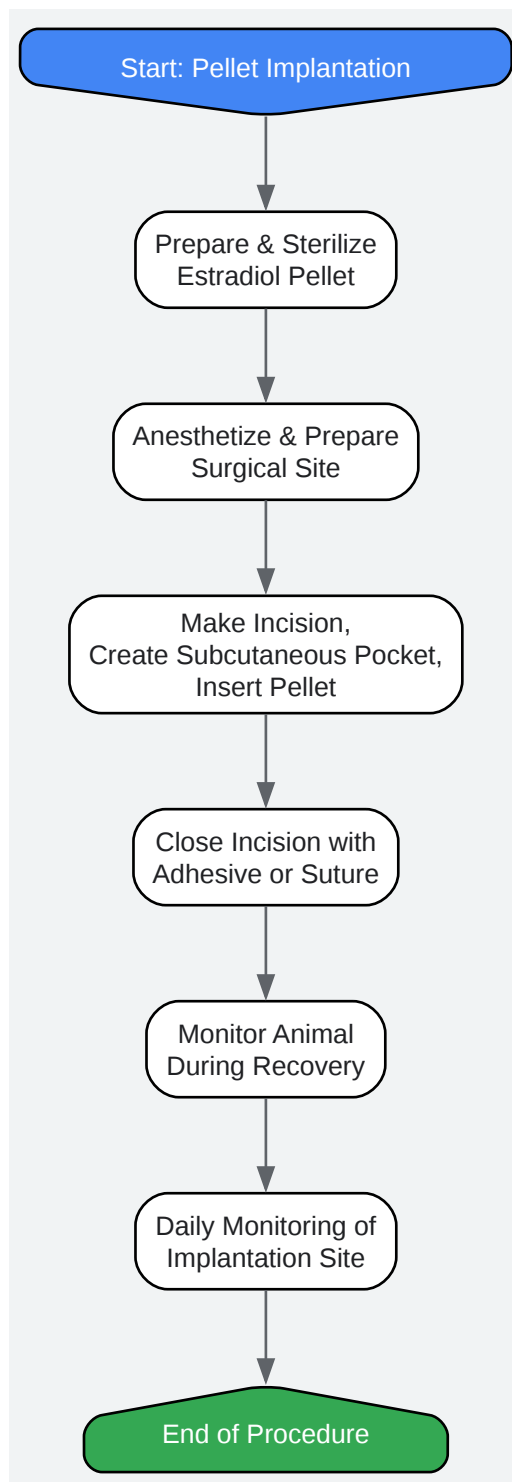 Start: Pellet Implantation
Prepare & Sterilize
Estradiol Pellet
Anesthetize & Prepare
Surgical Site
Make Incision,
Create Subcutaneous Pocket,
Insert Pellet
Close Incision with
Adhesive or Suture
Monitor Animal
During Recovery
Daily Monitoring of
Implantation Site
End of Procedure